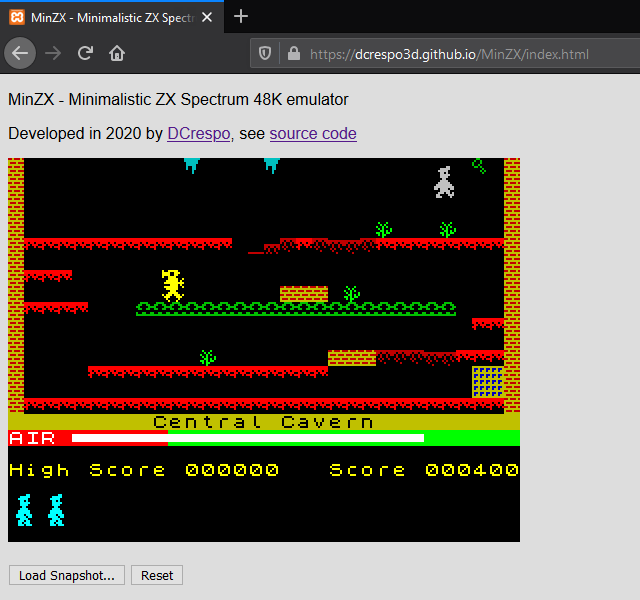 MinZX - Minimalistic ZX Spectr
https://dcrespo3d.github.io/MinZX/index.html
MinZX - Minimalistic ZX Spectrum 48K emulator
Developed in 2020 by DCrespo, see source code
Central Cavern
AIR
High Score 000000 Score 000400
Load Snapshot... Reset